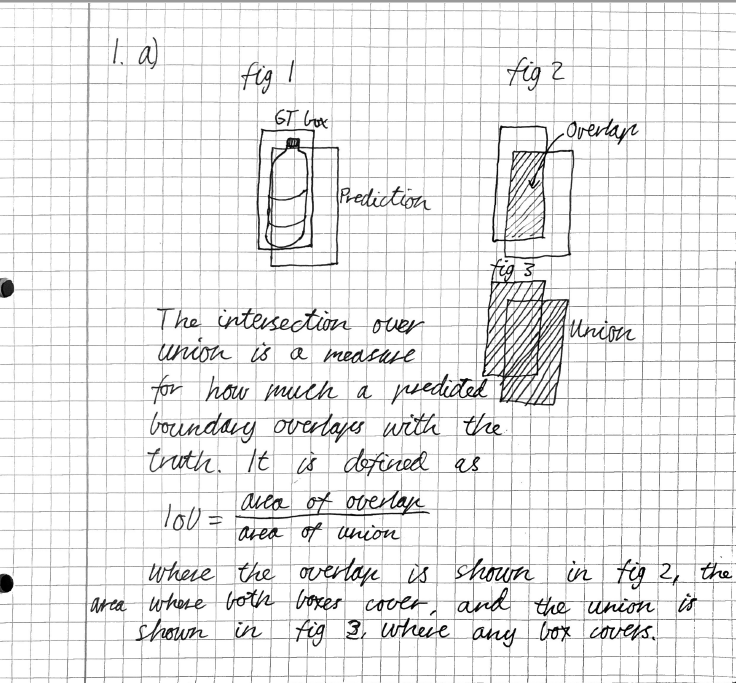 1. a)
fig 1
fig 2
GT box
Overlap
Prediction
fig 3
Union
The intersection over
union is a measure
for how much a predicted
boundary overlaps with the
truth. It is defined as
IoU = area of overlap
area of union
Where the overlap is shown in fig 2, the
area where both boxes cover, and the union is
shown in fig 3, where any box covers.